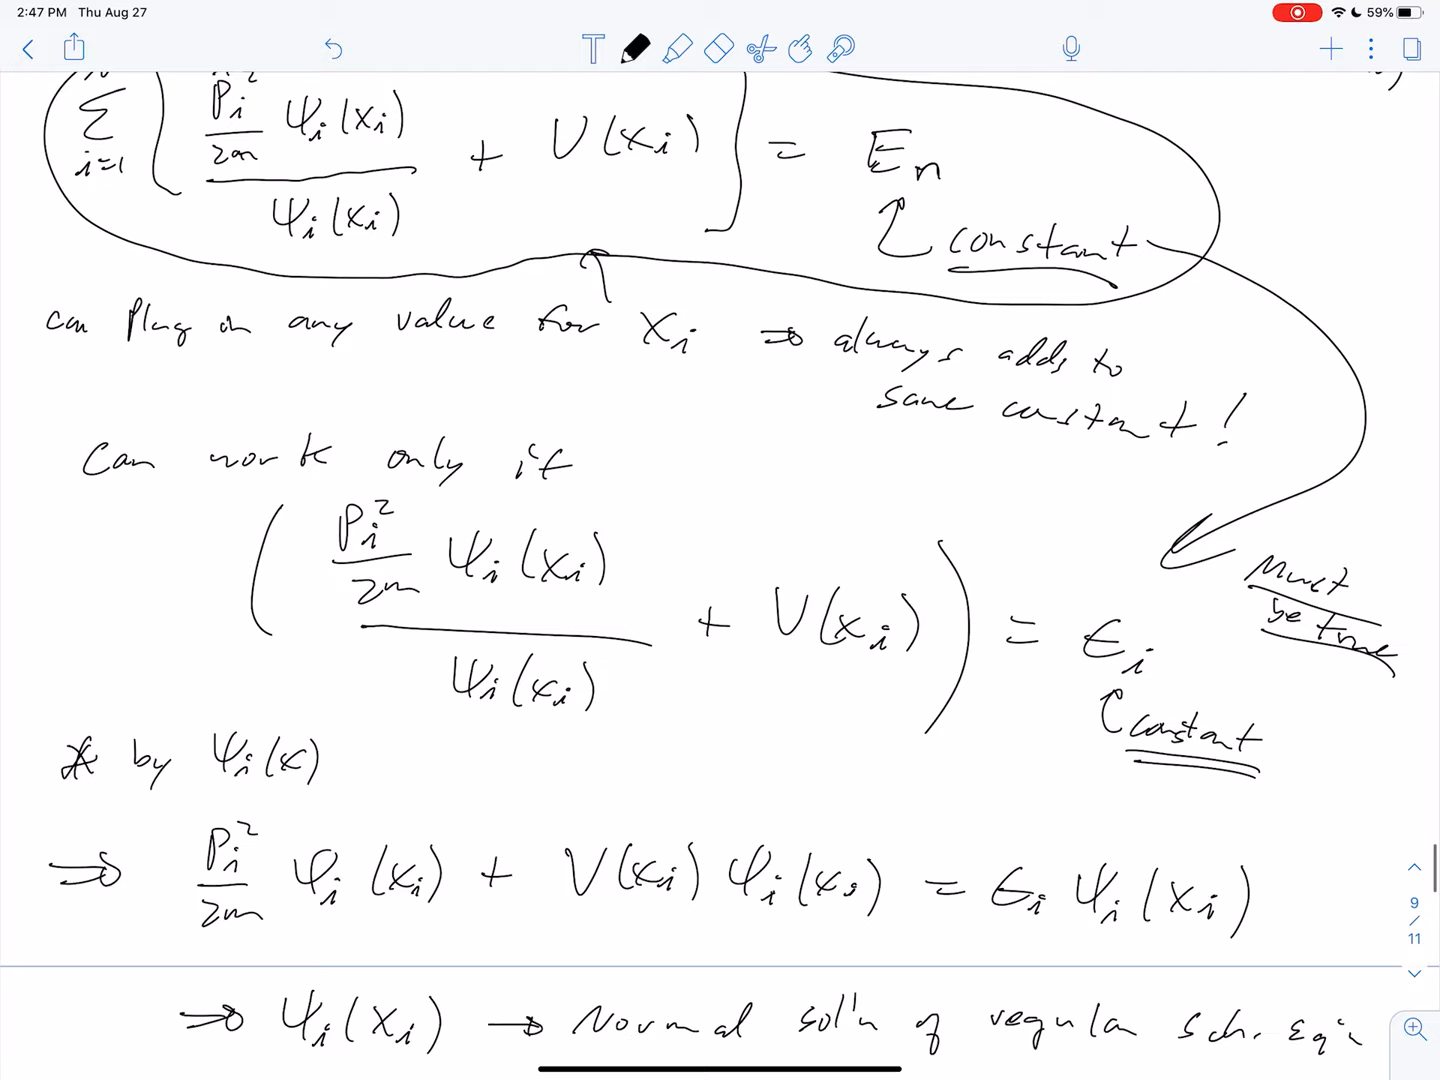 2:47 PM Thu Aug 27 59%
T
N
∑ i=1 [ (Pi²/2m ψi(xi)) / ψi(xi) + V(xi) ] = En
constant
can plug in any value for xi ⇒ always adds to
same constant!
Can work only if
( (Pi²/2m ψi(xi)) / ψi(xi) + V(xi) ) = ϵi
Must
be true
constant
* by ψi(x)
⇒ Pi²/2m ψi(xi) + V(xi) ψi(xi) = ϵi ψi(xi)
9
/
11
⇒ ψi(xi) → Normal sol'n of regular Sch. Eq'n